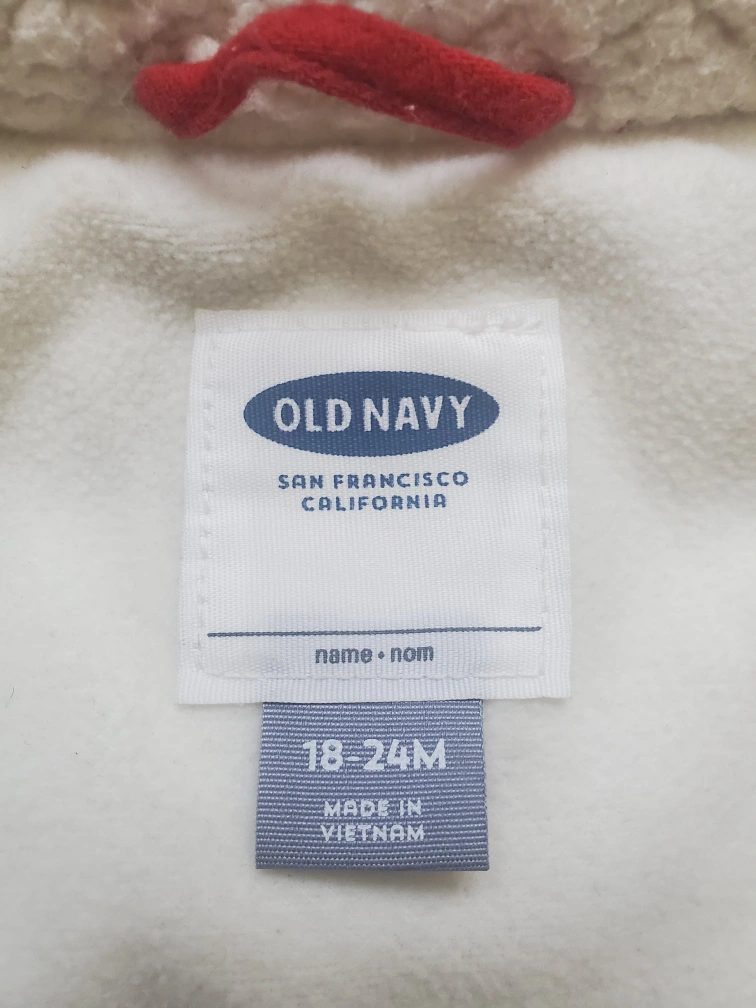 OLD NAVY
SAN FRANCISCO
CALIFORNIA
name • nom
18-24M
MADE IN
VIETNAM